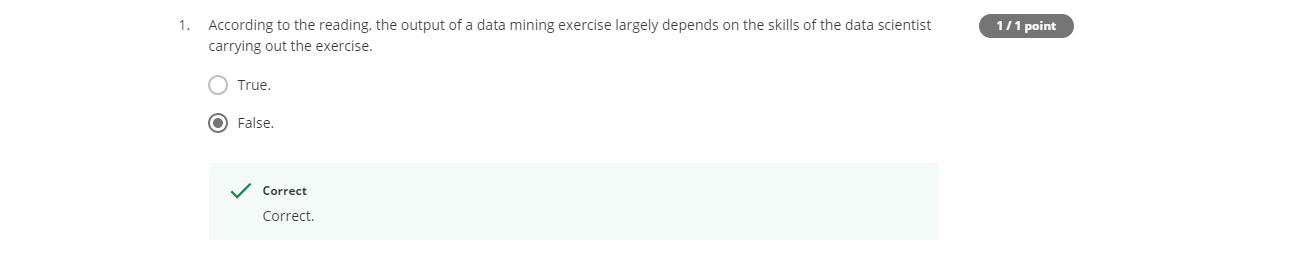 1. According to the reading, the output of a data mining exercise largely depends on the skills of the data scientist 1 / 1 point
carrying out the exercise.
True.
False.
Correct
Correct.